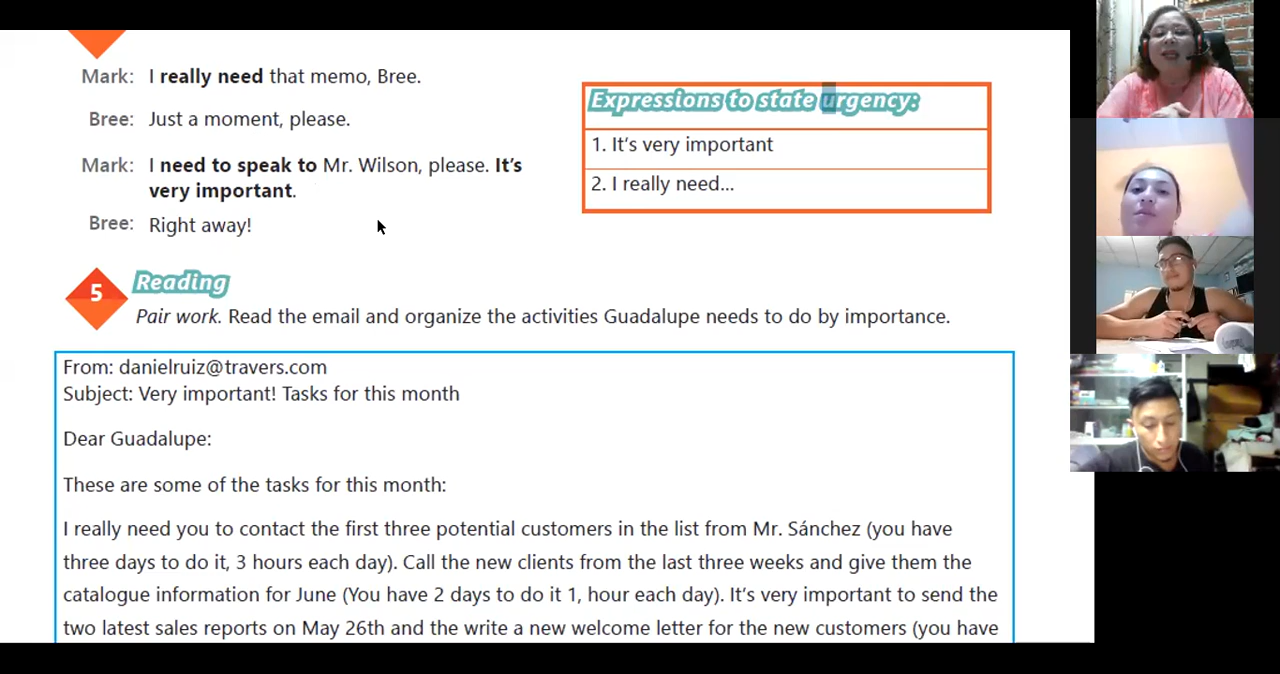 Mark: I really need that memo, Bree.
Bree: Just a moment, please.
Mark: I need to speak to Mr. Wilson, please. It's
very important.
Bree: Right away!
Expressions to state urgency:
1. It's very important
2. I really need...
5 Reading
Pair work. Read the email and organize the activities Guadalupe needs to do by importance.
From: danielruiz@travers.com
Subject: Very important! Tasks for this month
Dear Guadalupe:
These are some of the tasks for this month:
I really need you to contact the first three potential customers in the list from Mr. Sánchez (you have
three days to do it, 3 hours each day). Call the new clients from the last three weeks and give them the
catalogue information for June (You have 2 days to do it 1, hour each day). It's very important to send the
two latest sales reports on May 26th and the write a new welcome letter for the new customers (you have